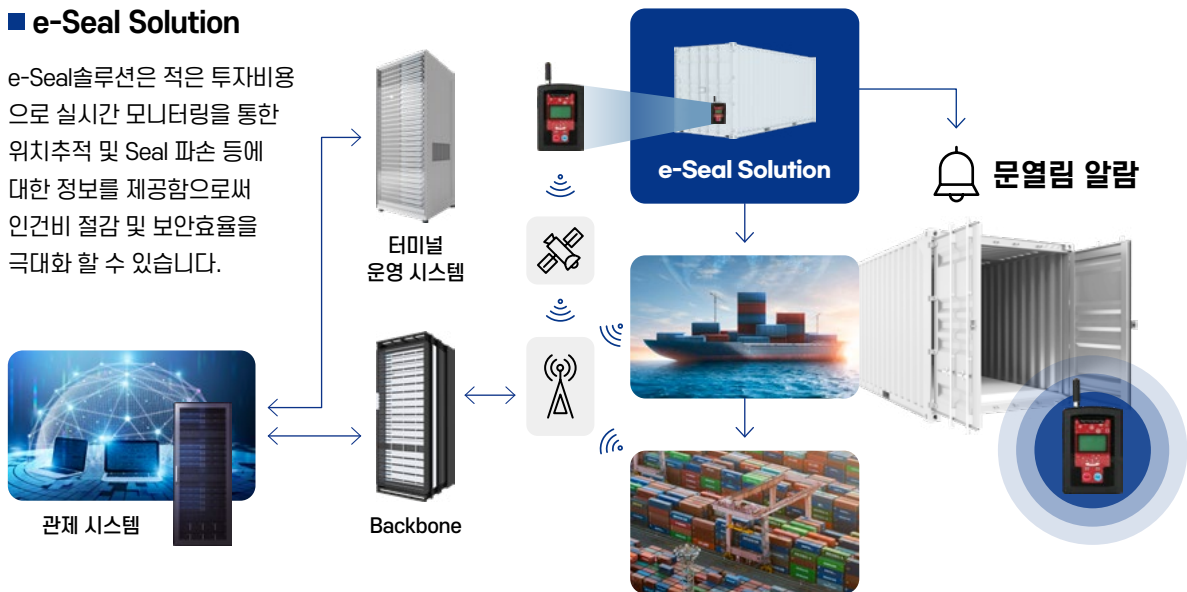 e-Seal Solution
e-Seal솔루션은 적은 투자비용
으로 실시간 모니터링을 통한
위치추적 및 Seal 파손 등에
대한 정보를 제공함으로써
인건비 절감 및 보안효율을
극대화 할 수 있습니다.
터미널
운영 시스템
e-Seal Solution
문열림 알람
관제 시스템
Backbone